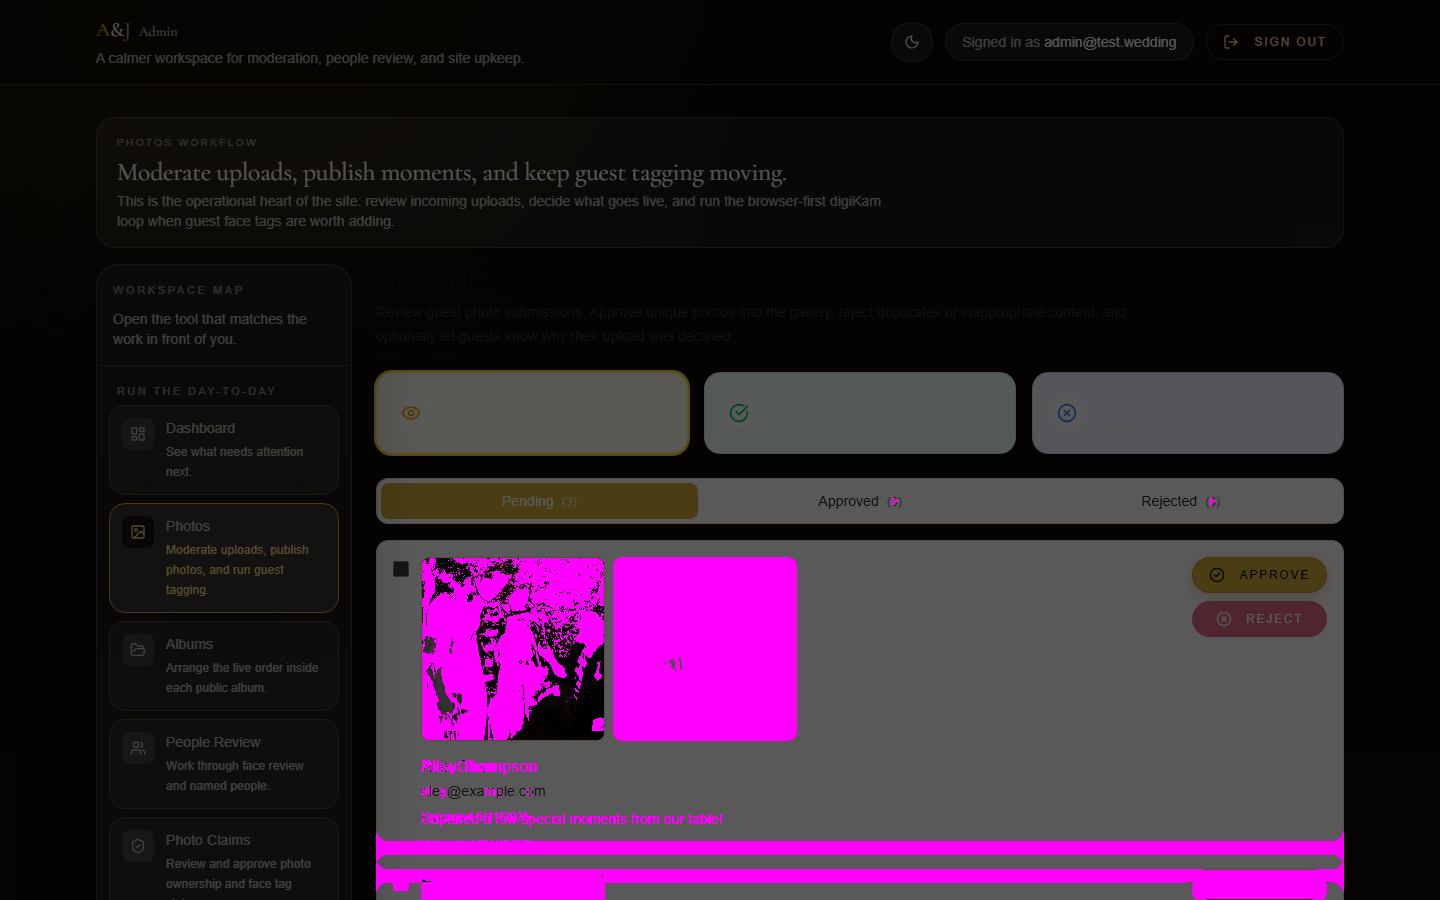 A&J Admin
A calmer workspace for moderation, people review, and site upkeep.
Signed in as admin@test.wedding
SIGN OUT
PHOTOS WORKFLOW
Moderate uploads, publish moments, and keep guest tagging moving.
This is the operational heart of the site: review incoming uploads, decide what goes live, and run the browser-first digiKam
loop when guest face tags are worth adding.
WORKSPACE MAP
Open the tool that matches the
work in front of you.
RUN THE DAY-TO-DAY
Dashboard
See what needs attention
next.
Photos
Moderate uploads, publish
photos, and run guest
tagging.
Albums
Arrange the live order inside
each public album.
People Review
Work through face review
and named people.
Photo Claims
Review and approve photo
ownership and face tag
Review guest photo submissions. Approve unique photos into the gallery, reject duplicates or inappropriate content, and
optionally let guests know why their upload was declined.
Pending (3)
Approved
Rejected
APPROVE
REJECT
special moments from our table!